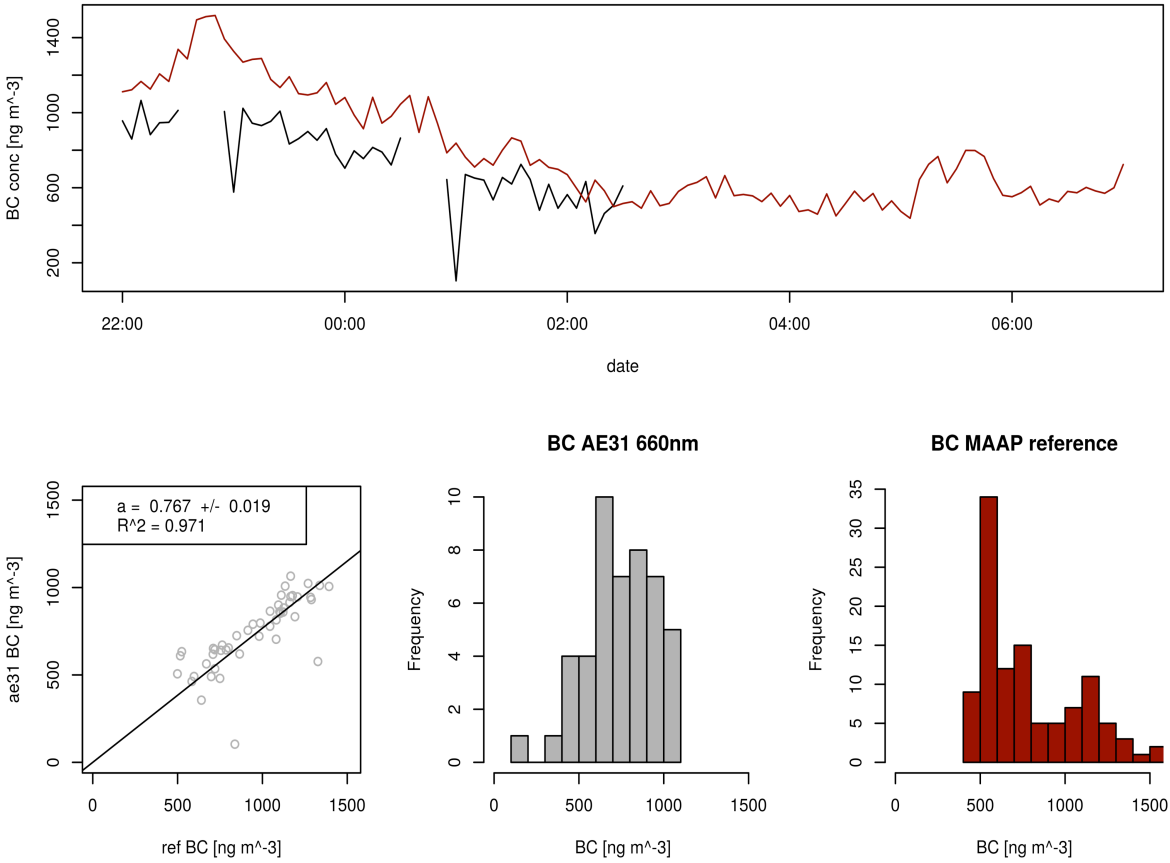 BC conc [ng m^-3]
1400
1000
600
200
22:00 00:00 02:00 04:00 06:00
date
a = 0.767 +/- 0.019
R^2 = 0.971
ae31 BC [ng m^-3]
1500
1000
500
0
0 500 1000 1500
ref BC [ng m^-3]
BC AE31 660nm
Frequency
10
8
6
4
2
0
0 500 1000 1500
BC [ng m^-3]
BC MAAP reference
Frequency
35
30
25
20
15
10
5
0
0 500 1000 1500
BC [ng m^-3]